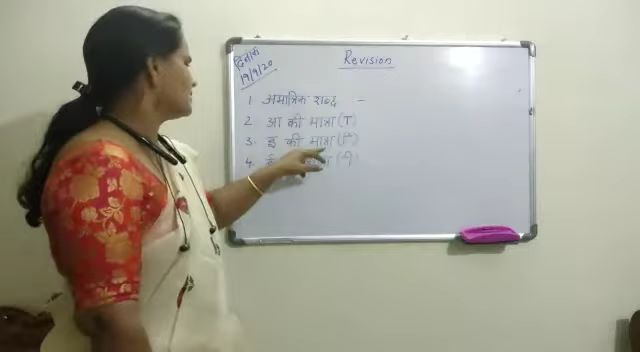 दिनांक
19/9/20
Revision
1. अमात्रिक शब्द –
2. आ की मात्रा (ा)
3. इ की मात्रा (ि)
4. ई (ी)